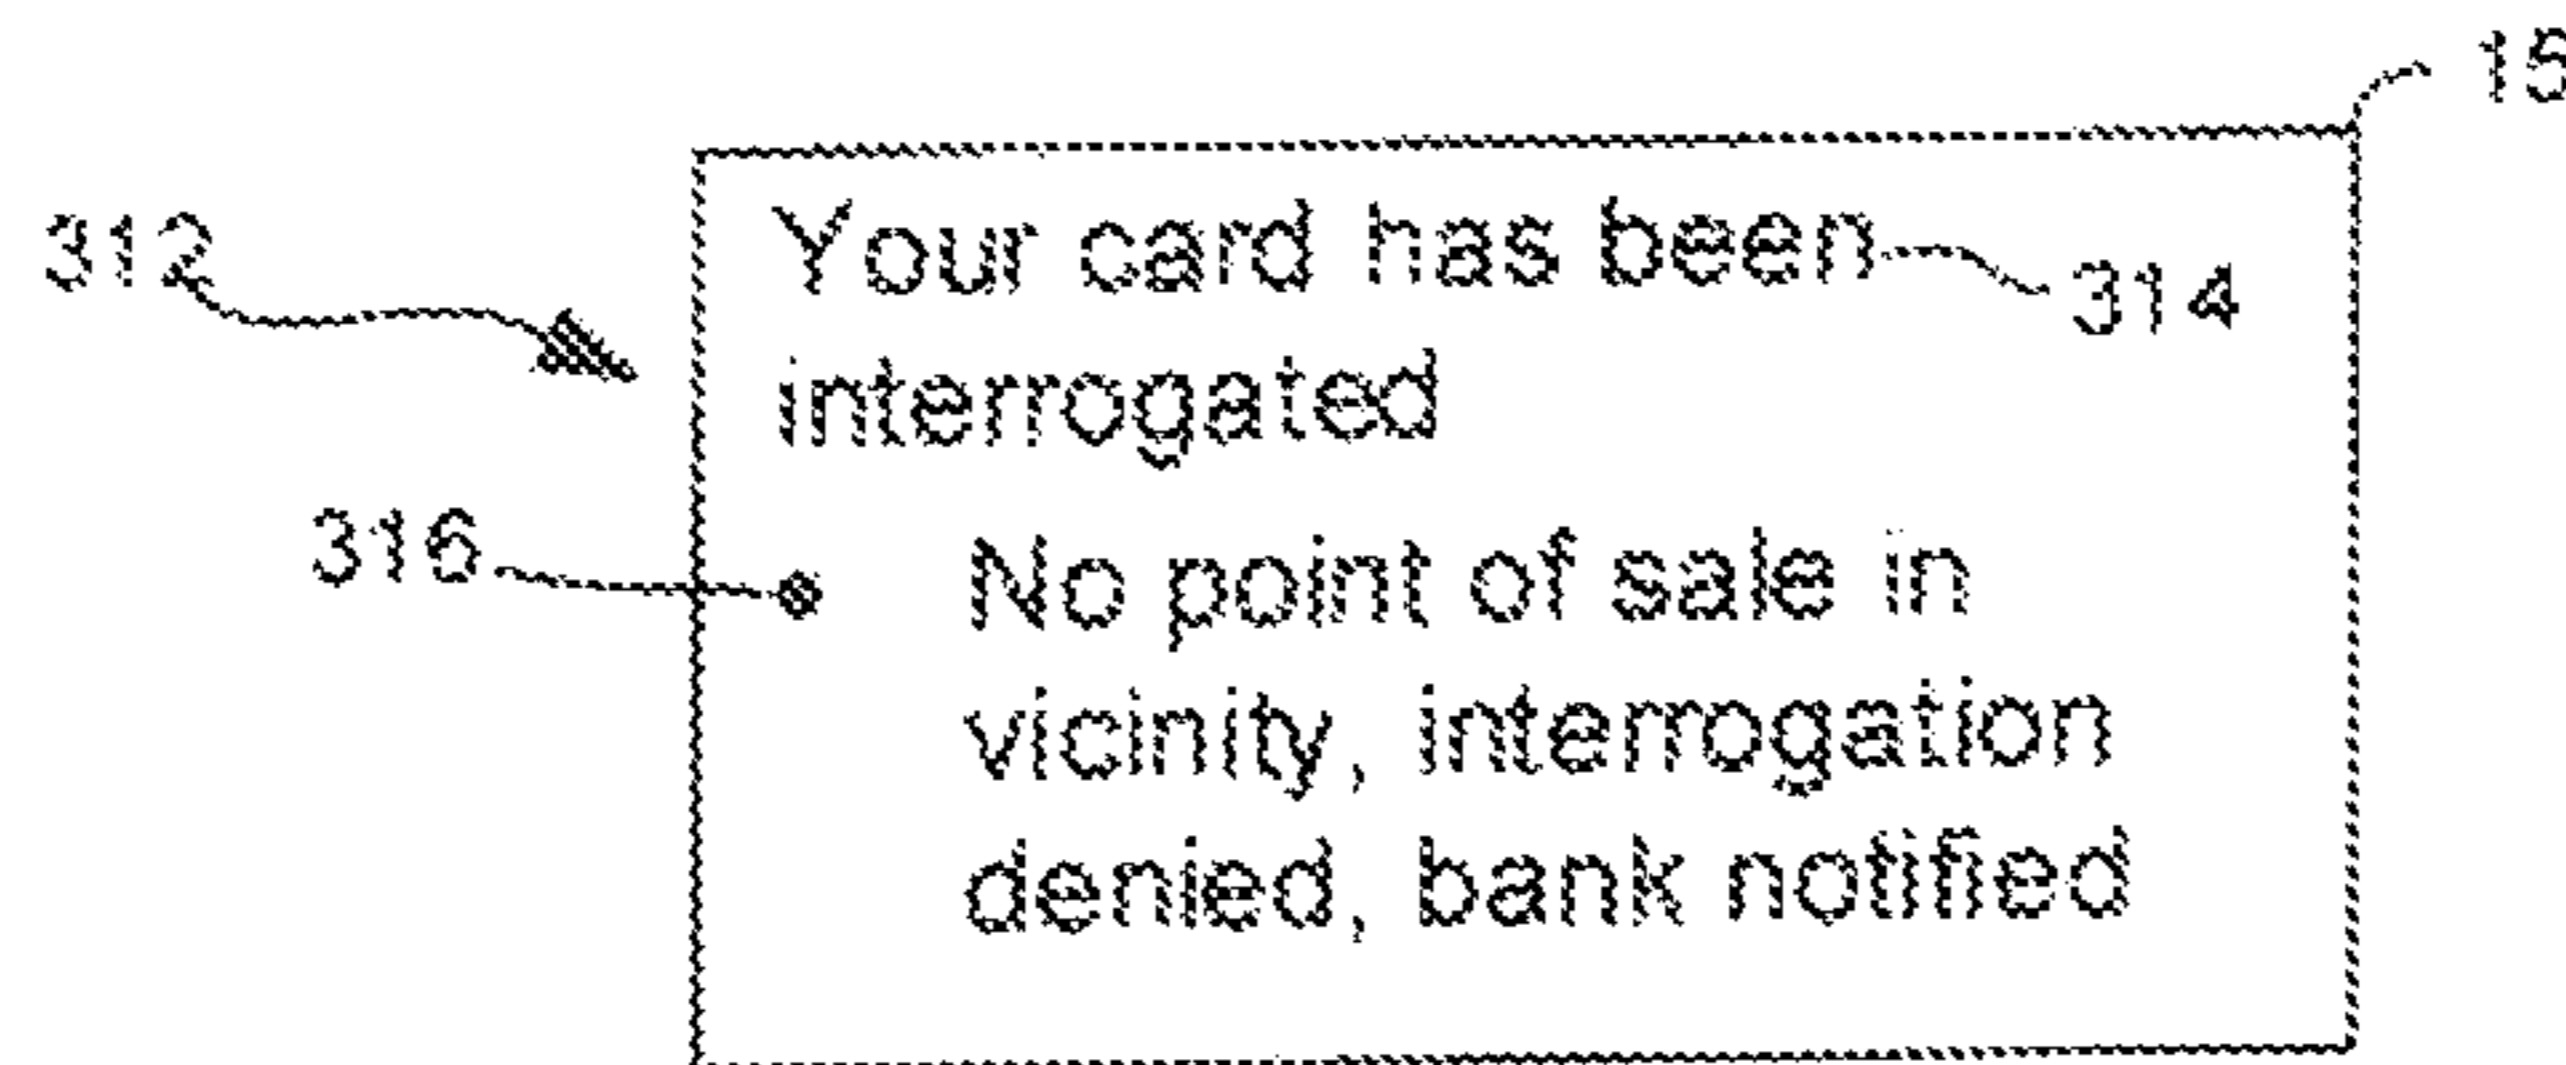 15
312
Your card has been
314
interrogated
316
No point of sale in
vicinity, interrogation
denied, bank notified